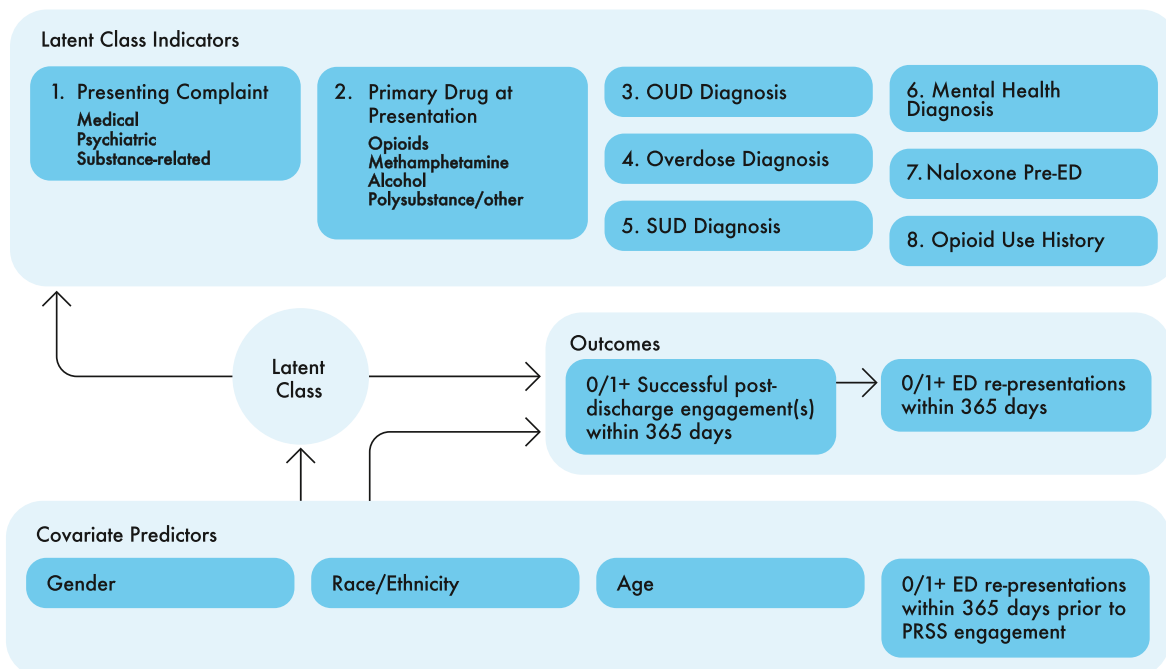 Latent Class Indicators
1. Presenting Complaint
Medical
Psychiatric
Substance-related
2. Primary Drug at
Presentation
Opioids
Methamphetamine
Alcohol
Polysubstance/other
3. OUD Diagnosis
4. Overdose Diagnosis
5. SUD Diagnosis
6. Mental Health
Diagnosis
7. Naloxone Pre-ED
8. Opioid Use History
Latent
Class
Outcomes
0/1+ Successful post-
discharge engagement(s)
within 365 days
0/1+ ED re-presentations
within 365 days
Covariate Predictors
Gender
Race/Ethnicity
Age
0/1+ ED re-presentations
within 365 days prior to
PRSS engagement